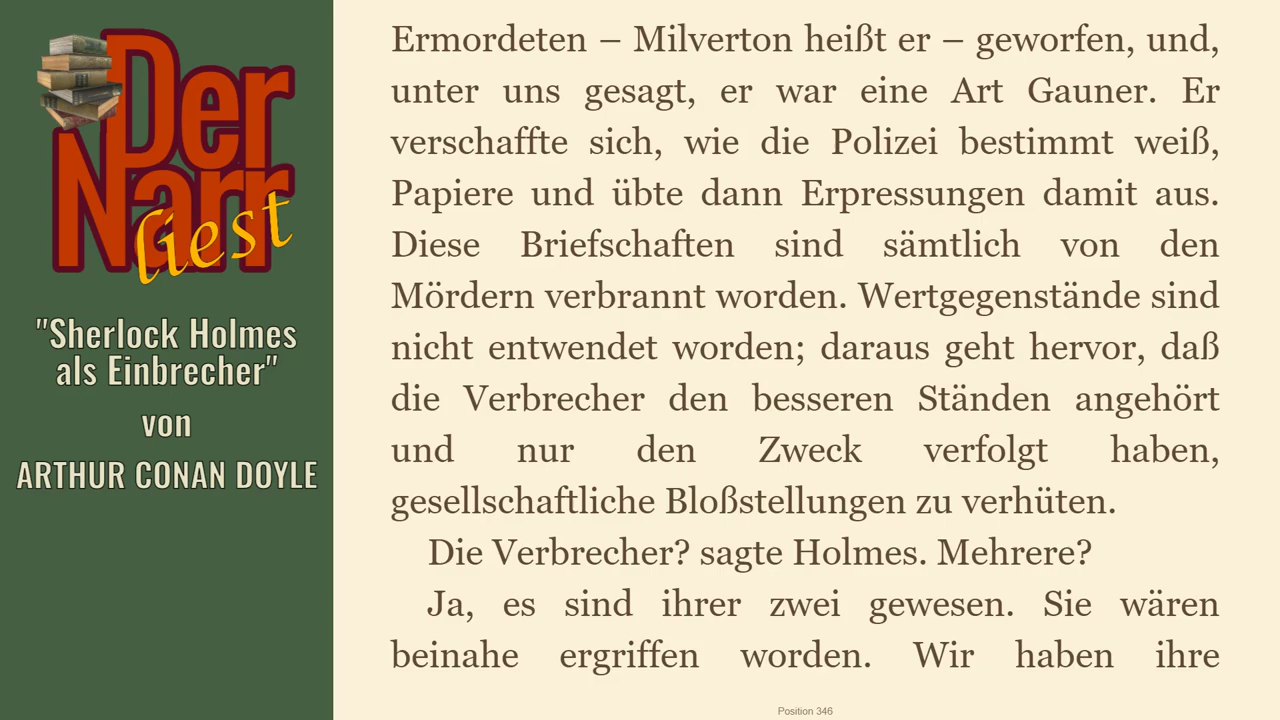 Der
Narr
liest
"Sherlock Holmes
als Einbrecher"
von
ARTHUR CONAN DOYLE
Ermordeten – Milverton heißt er – geworfen, und,
unter uns gesagt, er war eine Art Gauner. Er
verschaffte sich, wie die Polizei bestimmt weiß,
Papiere und übte dann Erpressungen damit aus.
Diese Briefschaften sind sämtlich von den
Mördern verbrannt worden. Wertgegenstände sind
nicht entwendet worden; daraus geht hervor, daß
die Verbrecher den besseren Ständen angehört
und nur den Zweck verfolgt haben,
gesellschaftliche Bloßstellungen zu verhüten.
Die Verbrecher? sagte Holmes. Mehrere?
Ja, es sind ihrer zwei gewesen. Sie wären
beinahe ergriffen worden. Wir haben ihre
Position 346